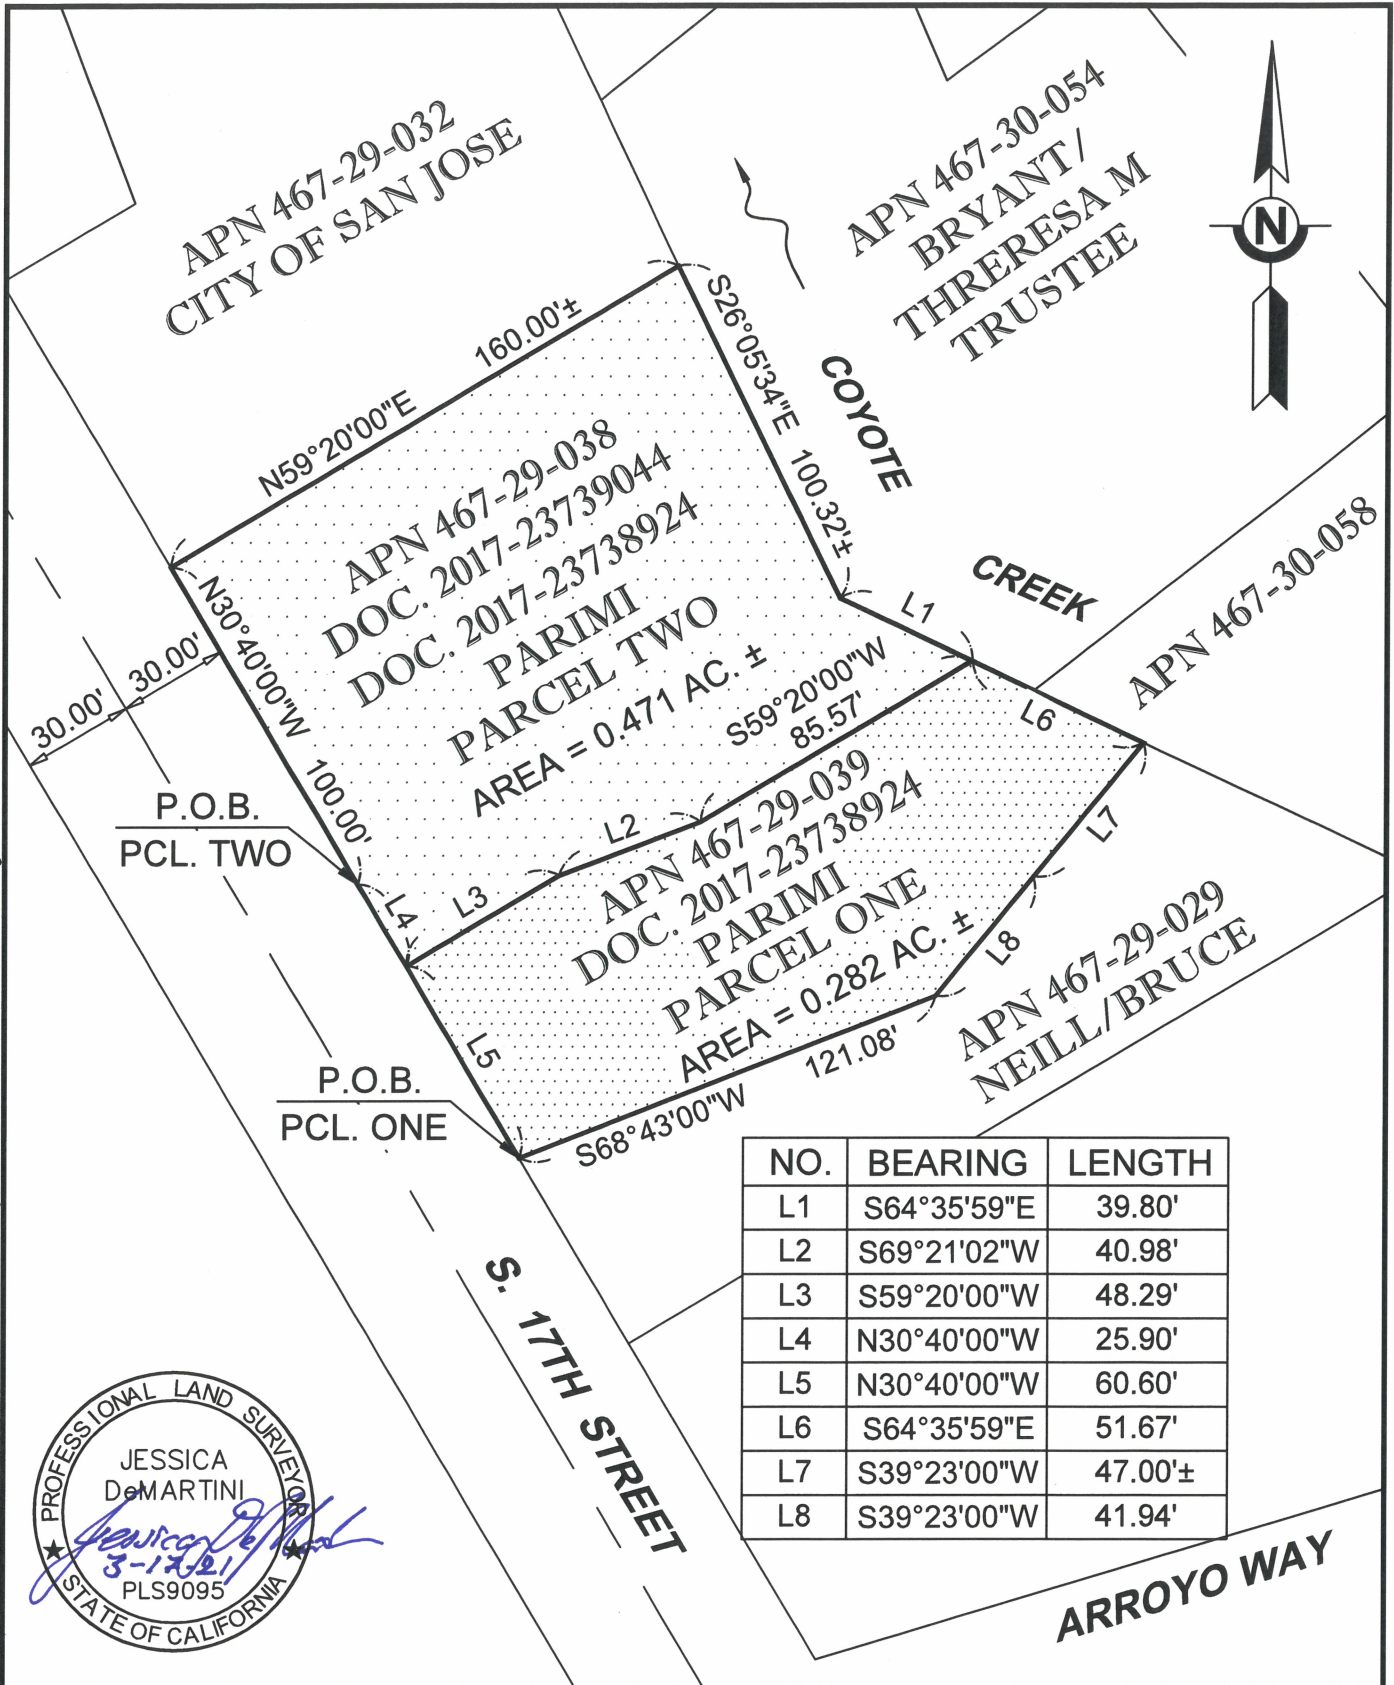 APN 467-29-032
CITY OF SAN JOSE
APN 467-30-054
BRYANT/
THRERESA M
TRUSTEE
N
160.00'±
N59°20'00"E
S26°05'34"E 100.32'±
COYOTE
CREEK
APN 467-30-058
APN 467-29-038
DOC. 2017-23739044
DOC. 2017-23738924
PARIMI
PARCEL TWO
AREA = 0.471 AC. ±
N30°40'00"W 100.00'
30.00'
30.00'
L1
S59°20'00"W
85.57'
L6
P.O.B.
PCL. TWO
L2
L3
L4
L7
APN 467-29-039
DOC. 2017-23738924
PARIMI
PARCEL ONE
AREA = 0.282 AC. ±
L8
L5
APN 467-29-029
NEILL/BRUCE
P.O.B.
PCL. ONE
S68°43'00"W 121.08'
NO. BEARING LENGTH
L1 S64°35'59"E 39.80'
L2 S69°21'02"W 40.98'
L3 S59°20'00"W 48.29'
L4 N30°40'00"W 25.90'
L5 N30°40'00"W 60.60'
L6 S64°35'59"E 51.67'
L7 S39°23'00"W 47.00'±
L8 S39°23'00"W 41.94'
S. 17TH STREET
ARROYO WAY
PROFESSIONAL LAND SURVEYOR
JESSICA
DeMARTINI
3-17-21
PLS9095
STATE OF CALIFORNIA